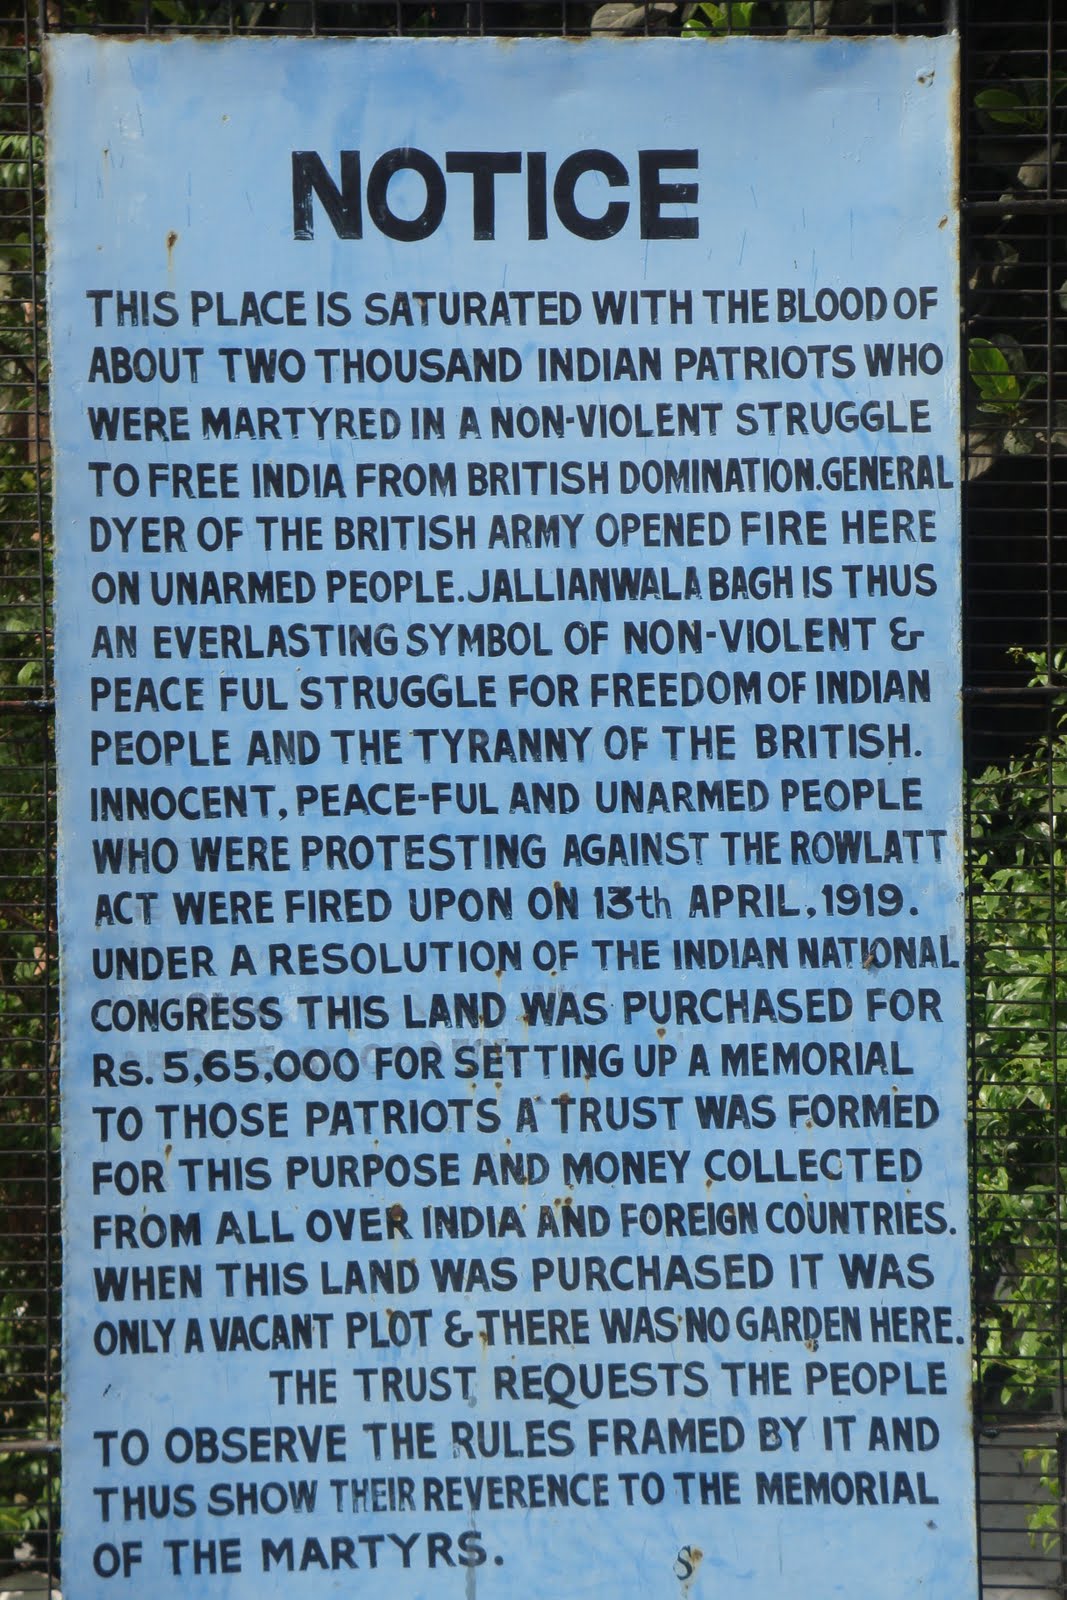 NOTICE
THIS PLACE IS SATURATED WITH THE BLOOD OF
ABOUT TWO THOUSAND INDIAN PATRIOTS WHO
WERE MARTYRED IN A NON-VIOLENT STRUGGLE
TO FREE INDIA FROM BRITISH DOMINATION.GENERAL
DYER OF THE BRITISH ARMY OPENED FIRE HERE
ON UNARMED PEOPLE.JALLIANWALA BAGH IS THUS
AN EVERLASTING SYMBOL OF NON-VIOLENT &
PEACE FUL STRUGGLE FOR FREEDOM OF INDIAN
PEOPLE AND THE TYRANNY OF THE BRITISH.
INNOCENT, PEACE-FUL AND UNARMED PEOPLE
WHO WERE PROTESTING AGAINST THE ROWLATT
ACT WERE FIRED UPON ON 13th APRIL, 1919.
UNDER A RESOLUTION OF THE INDIAN NATIONAL
CONGRESS THIS LAND WAS PURCHASED FOR
Rs. 5,65,000 FOR SETTING UP A MEMORIAL
TO THOSE PATRIOTS A TRUST WAS FORMED
FOR THIS PURPOSE AND MONEY COLLECTED
FROM ALL OVER INDIA AND FOREIGN COUNTRIES.
WHEN THIS LAND WAS PURCHASED IT WAS
ONLY A VACANT PLOT & THERE WAS NO GARDEN HERE.
THE TRUST REQUESTS THE PEOPLE
TO OBSERVE THE RULES FRAMED BY IT AND
THUS SHOW THEIR REVERENCE TO THE MEMORIAL
OF THE MARTYRS.
S